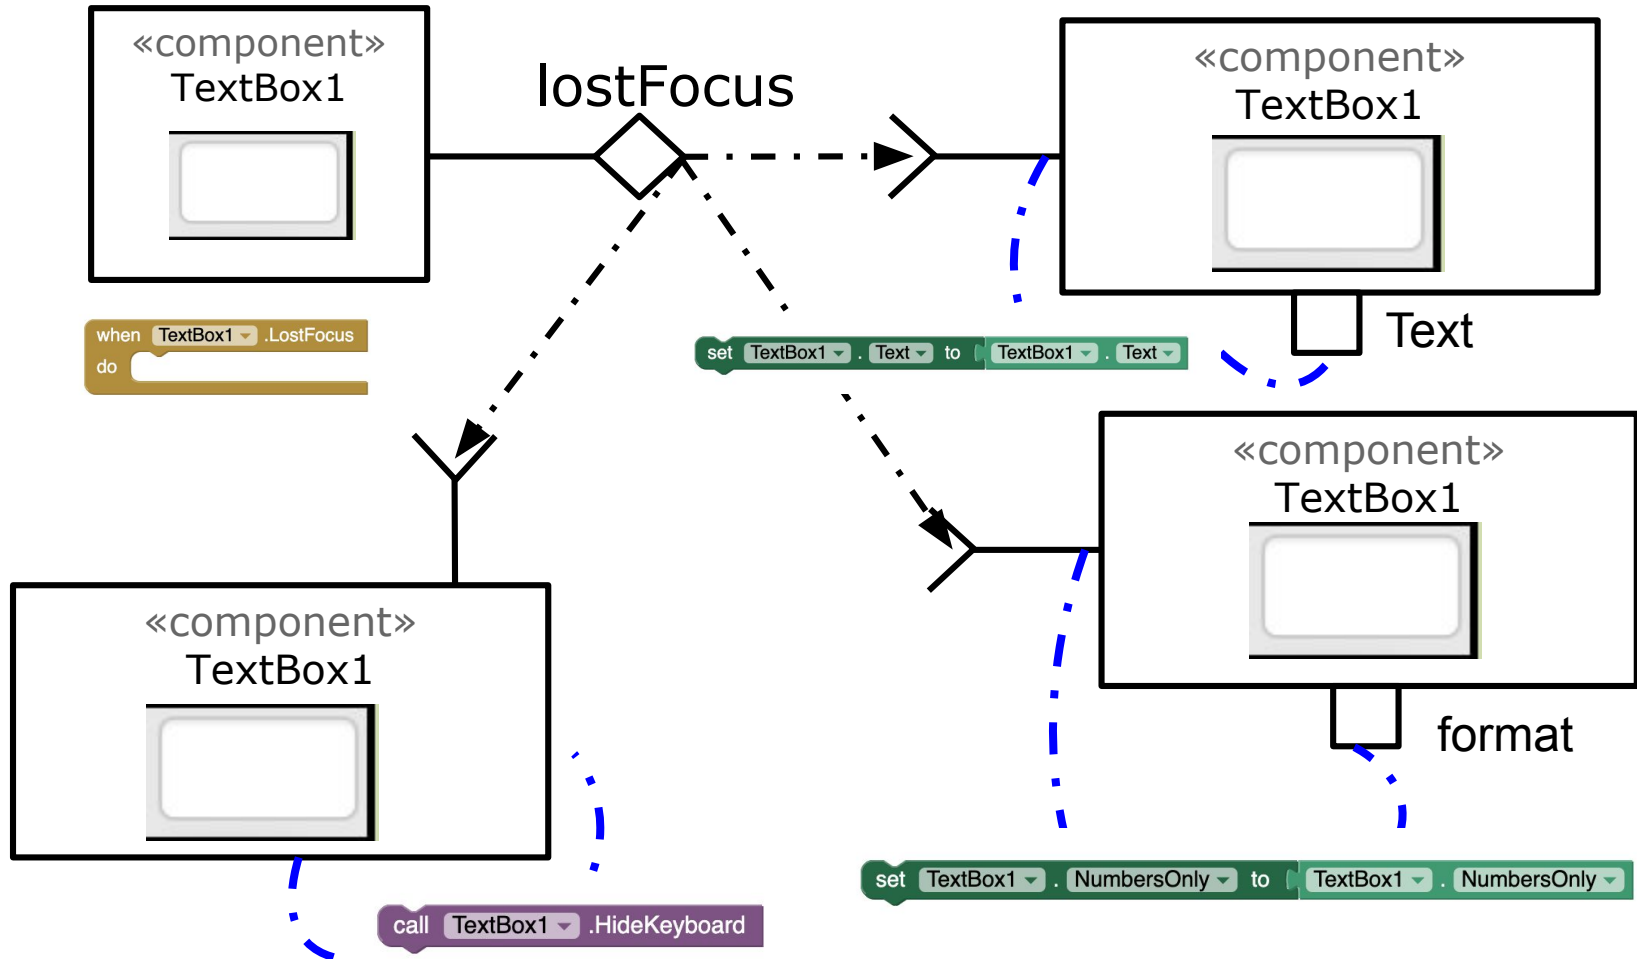 «component»
TextBox1
lostFocus
«component»
TextBox1
when TextBox1 .LostFocus
do
set TextBox1 . Text to TextBox1 . Text
Text
«component»
TextBox1
«component»
TextBox1
format
set TextBox1 . NumbersOnly to TextBox1 . NumbersOnly
call TextBox1 .HideKeyboard